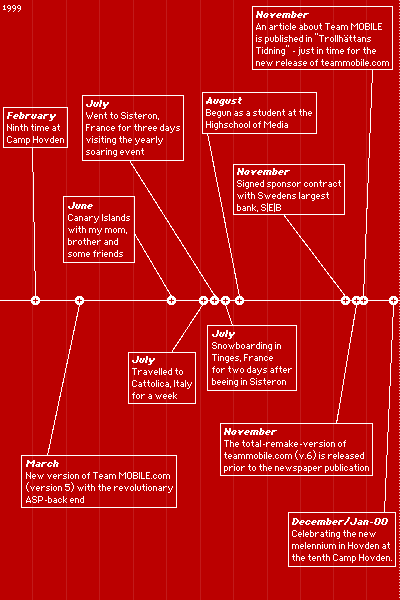 1999
November
An article about Team MOBILE
is published in "Trollhättans
Tidning" - just in time for the
new release of teammobile.com
February
Ninth time at
Camp Hovden
July
Went to Sisteron,
France for three days
visiting the yearly
soaring event
August
Begun as a student at the
Highschool of Media
November
Signed sponsor contract
with Swedens largest
bank, S|E|B
June
Canary Islands
with my mom,
brother and
some friends
July
Snowboarding in
Tinges, France
for two days after
beeing in Sisteron
July
Travelled to
Cattolica, Italy
for a week
November
The total-remake-version of
teammobile.com (v.6) is released
prior to the newspaper publication
March
New version of Team MOBILE.com
(version 5) with the revolutionary
ASP-back end
December/Jan-00
Celebrating the new
melennium in Hovden at
the tenth Camp Hovden.